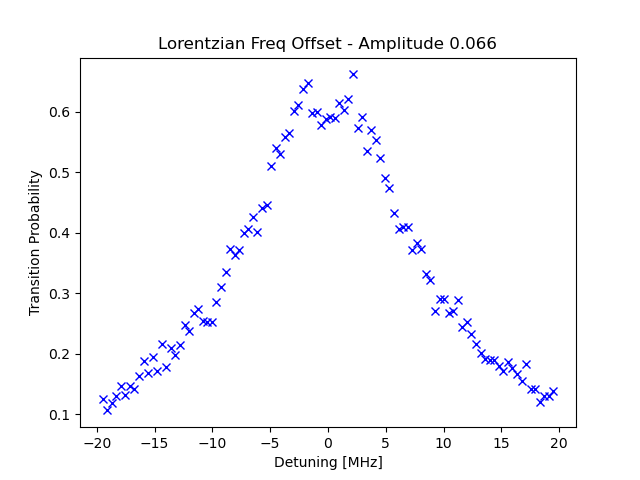 Lorentzian Freq Offset - Amplitude 0.066
Transition Probability
0.6
0.5
0.4
0.3
0.2
0.1
−20 −15 −10 −5 0 5 10 15 20
Detuning [MHz]